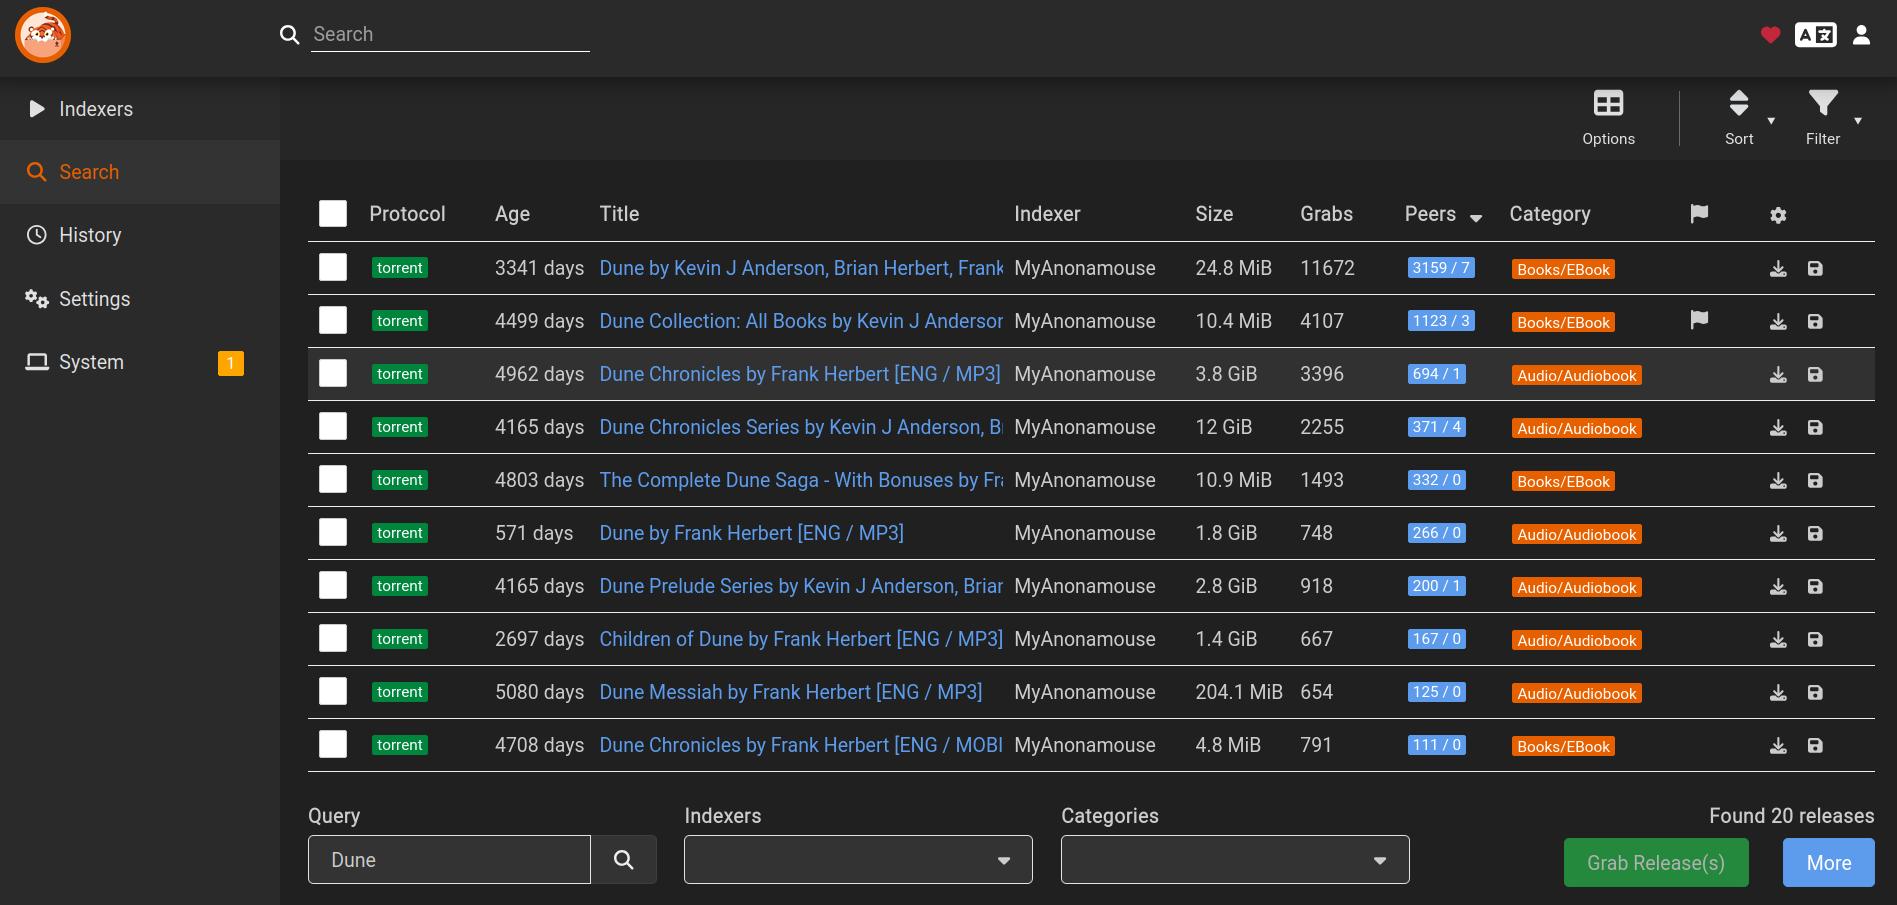 Search
Indexers
Search
History
Settings
System 1
Options Sort Filter
Protocol Age Title Indexer Size Grabs Peers Category
torrent 3341 days Dune by Kevin J Anderson, Brian Herbert, Frank MyAnonamouse 24.8 MiB 11672 3159 / 7 Books/EBook
torrent 4499 days Dune Collection: All Books by Kevin J Anderson MyAnonamouse 10.4 MiB 4107 1123 / 3 Books/EBook
torrent 4962 days Dune Chronicles by Frank Herbert [ENG / MP3] MyAnonamouse 3.8 GiB 3396 694 / 1 Audio/Audiobook
torrent 4165 days Dune Chronicles Series by Kevin J Anderson, B MyAnonamouse 12 GiB 2255 371 / 4 Audio/Audiobook
torrent 4803 days The Complete Dune Saga - With Bonuses by Fra MyAnonamouse 10.9 MiB 1493 332 / 0 Books/EBook
torrent 571 days Dune by Frank Herbert [ENG / MP3] MyAnonamouse 1.8 GiB 748 266 / 0 Audio/Audiobook
torrent 4165 days Dune Prelude Series by Kevin J Anderson, Brian MyAnonamouse 2.8 GiB 918 200 / 1 Audio/Audiobook
torrent 2697 days Children of Dune by Frank Herbert [ENG / MP3] MyAnonamouse 1.4 GiB 667 167 / 0 Audio/Audiobook
torrent 5080 days Dune Messiah by Frank Herbert [ENG / MP3] MyAnonamouse 204.1 MiB 654 125 / 0 Audio/Audiobook
torrent 4708 days Dune Chronicles by Frank Herbert [ENG / MOBI MyAnonamouse 4.8 MiB 791 111 / 0 Books/EBook
Query Indexers Categories Found 20 releases
Dune Grab Release(s) More